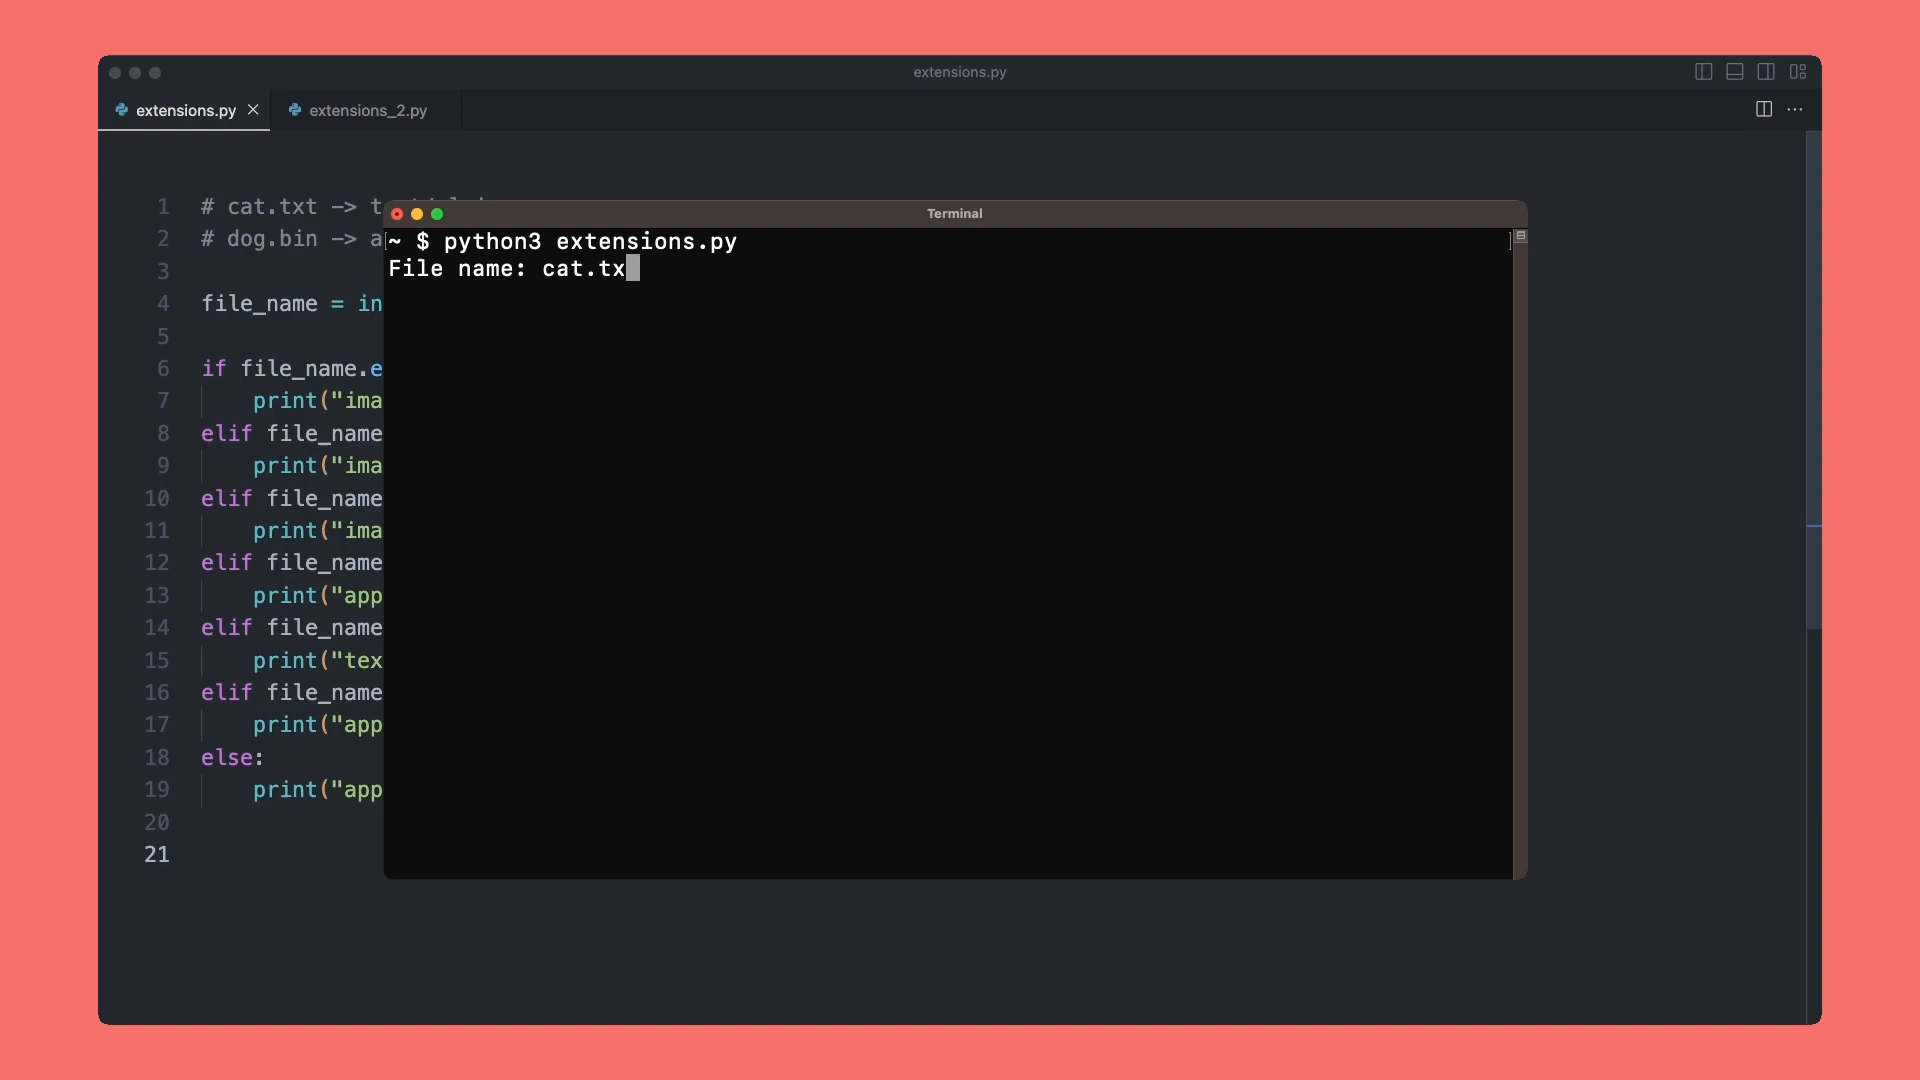 extensions.py
extensions.py extensions_2.py
1 # cat.txt -> t
2 # dog.bin -> a
3
4 file_name = in
5
6 if file_name.e
7 print("ima
8 elif file_name
9 print("ima
10 elif file_name
11 print("ima
12 elif file_name
13 print("app
14 elif file_name
15 print("tex
16 elif file_name
17 print("app
18 else:
19 print("app
20
21
Terminal
~ $ python3 extensions.py
File name: cat.tx